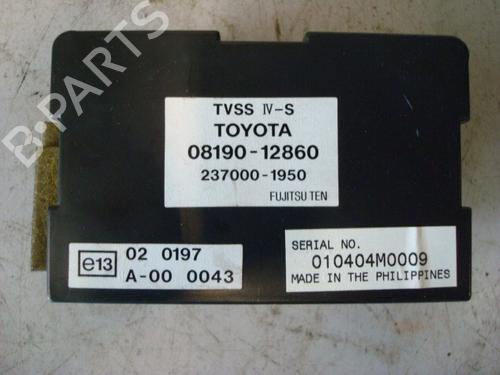 B-PARTS
TVSS IV-S
TOYOTA
08190-12860
237000-1950
FUJITSU TEN
e13
02 0197
A-00 0043
SERIAL NO.
010404M0009
MADE IN THE PHILIPPINES